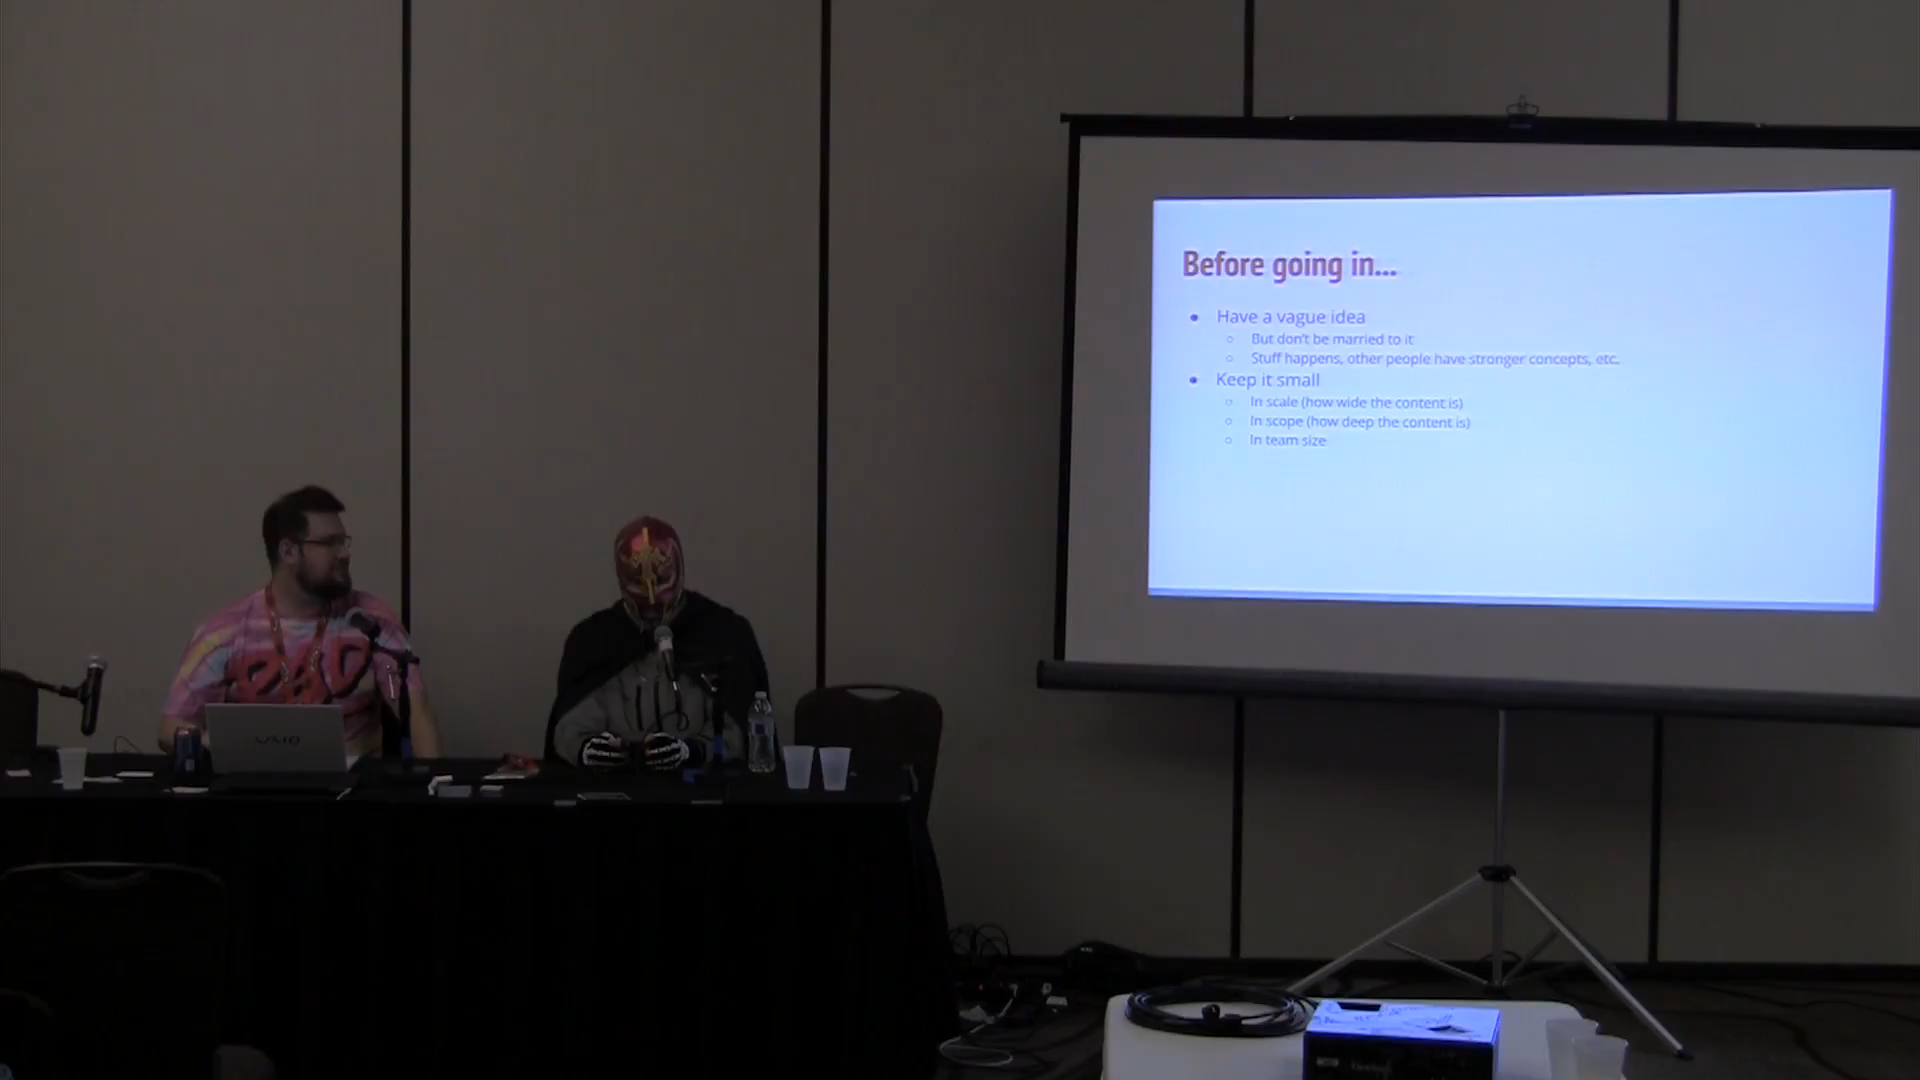 Before going in...
Have a vague idea
But don't be married to it
Stuff happens, other people have stronger concepts, etc.
Keep it small
In scale (how wide the content is)
In scope (how deep the content is)
In team size
VAIO